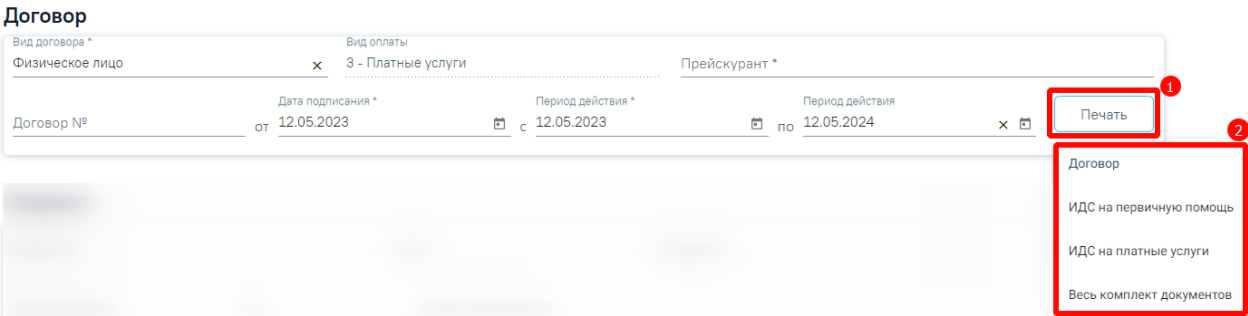 Договор
Вид договора *
Вид оплаты
Физическое лицо
3 - Платные услуги
Прейскурант *
1
Дата подписания *
Период действия *
Период действия
Договор №
от 12.05.2023
с 12.05.2023
по 12.05.2024
Печать
2
Договор
ИДС на первичную помощь
ИДС на платные услуги
Весь комплект документов